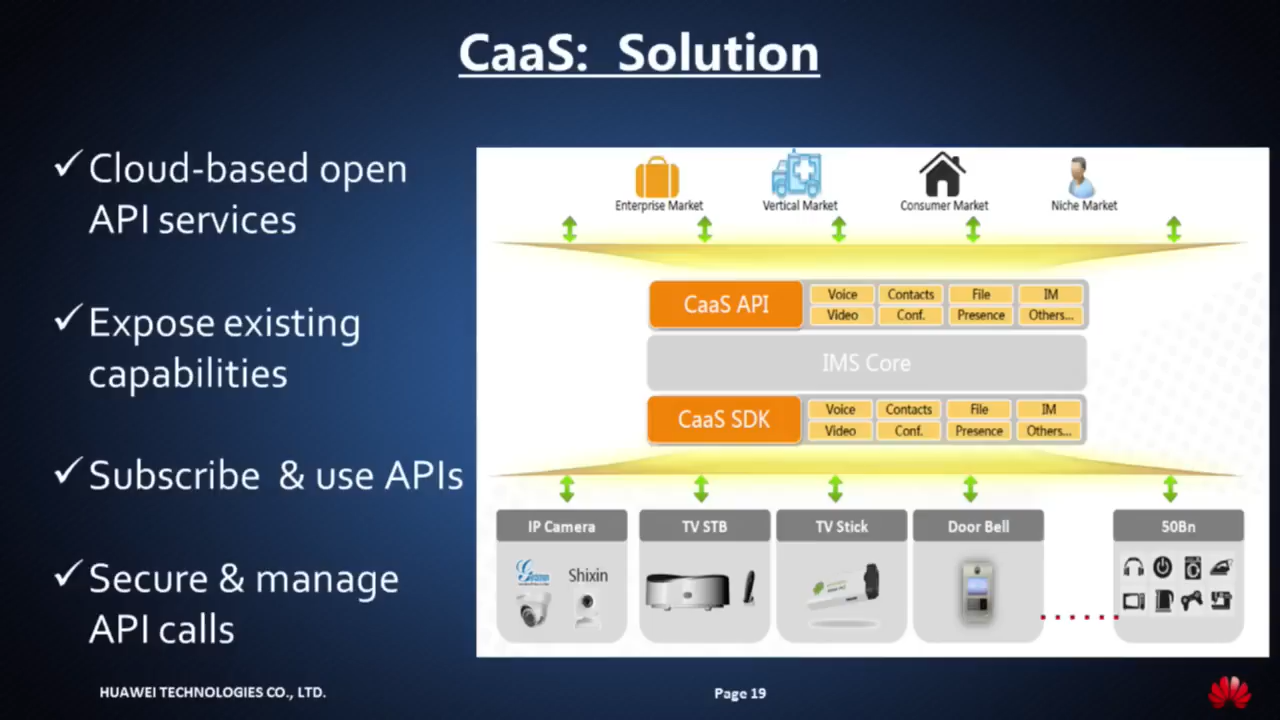 CaaS: Solution
✓ Cloud-based open
API services
✓ Expose existing
capabilities
✓ Subscribe & use APIs
✓ Secure & manage
API calls
Enterprise Market
Vertical Market
Consumer Market
Niche Market
CaaS API
Voice
Contacts
File
IM
Video
Conf.
Presence
Others...
IMS Core
CaaS SDK
Voice
Contacts
File
IM
Video
Conf.
Presence
Others...
IP Camera
TV STB
TV Stick
Door Bell
50Bn
Shixin
HUAWEI TECHNOLOGIES CO., LTD.
Page 19